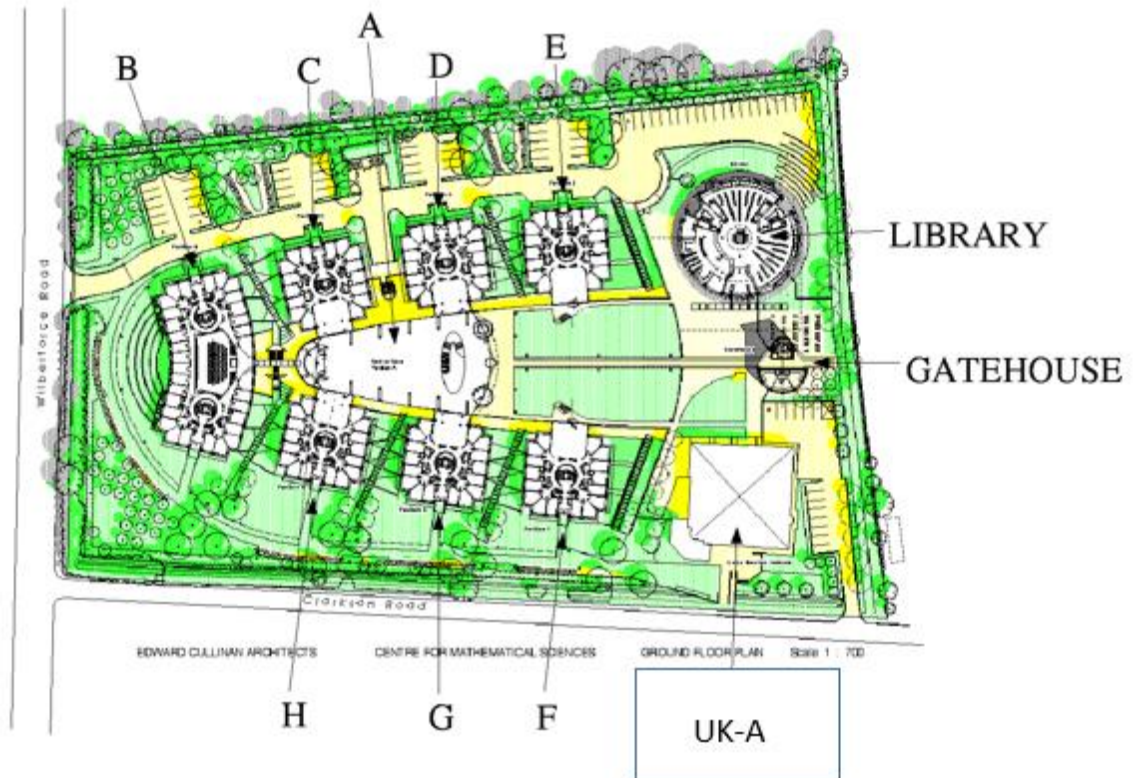 A
B
C
D
E
LIBRARY
GATEHOUSE
Wilberforce Road
Clarkson Road
EDWARD CULLINAN ARCHITECTS CENTRE FOR MATHEMATICAL SCIENCES GROUND FLOOR PLAN Scale 1 : 700
H
G
F
UK-A